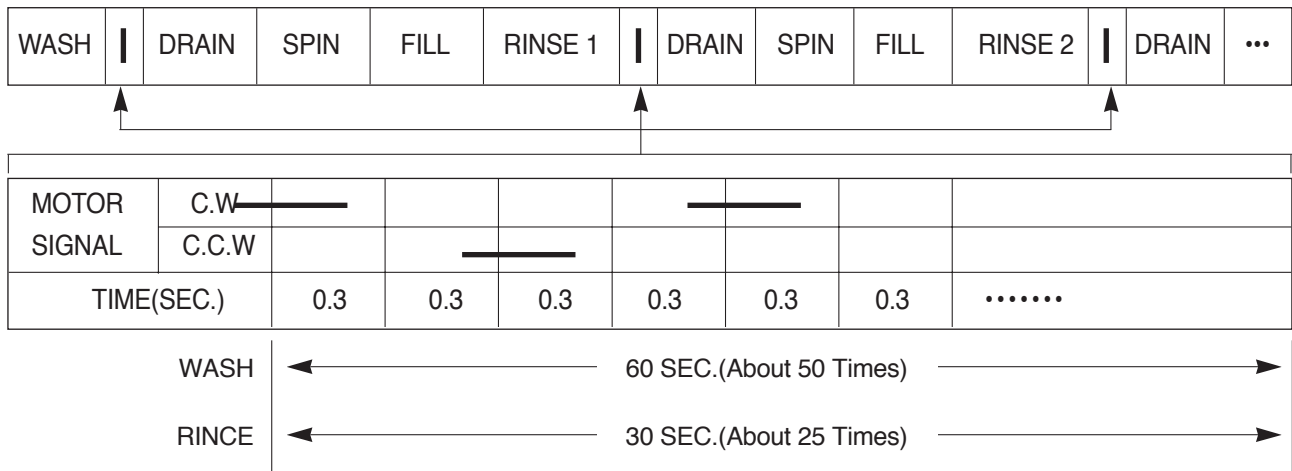 WASH DRAIN SPIN FILL RINSE 1 DRAIN SPIN FILL RINSE 2 DRAIN •••
MOTOR C.W
SIGNAL C.C.W
TIME(SEC.) 0.3 0.3 0.3 0.3 0.3 0.3 •••••••
WASH 60 SEC.(About 50 Times)
RINCE 30 SEC.(About 25 Times)